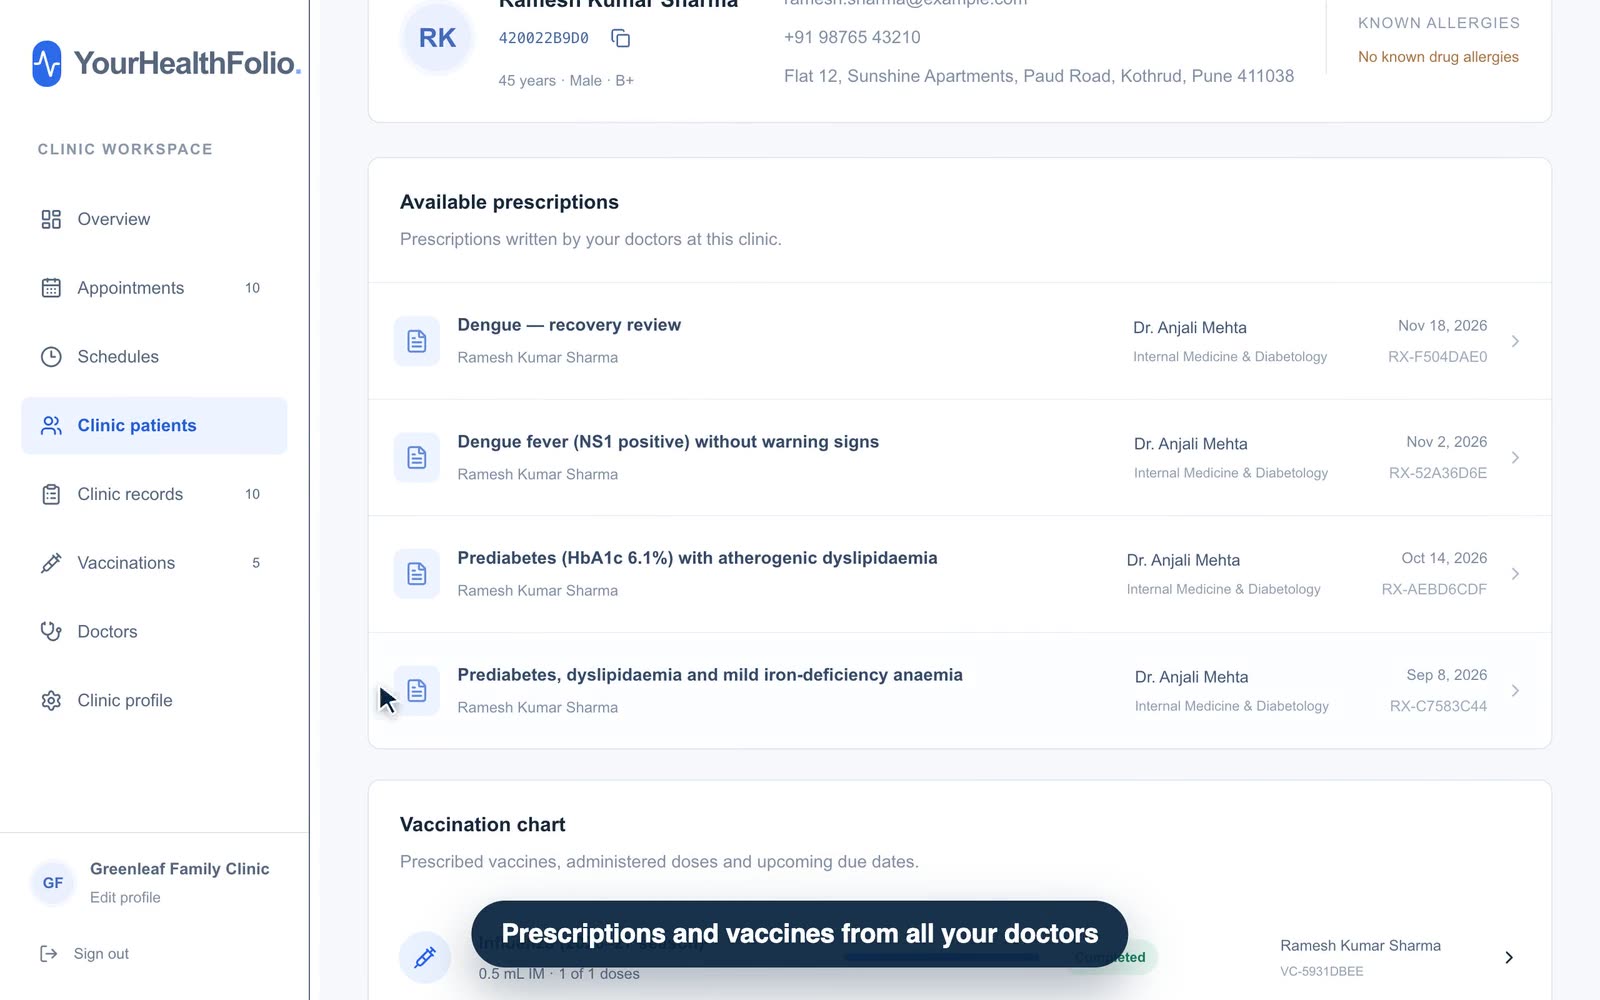 YourHealthFolio.
CLINIC WORKSPACE
Overview
Appointments 10
Schedules
Clinic patients
Clinic records 10
Vaccinations 5
Doctors
Clinic profile
GF
Greenleaf Family Clinic
Edit profile
Sign out
RK
Ramesh Kumar Sharma
420022B9D0
45 years · Male · B+
ramesh.sharma@example.com
+91 98765 43210
Flat 12, Sunshine Apartments, Paud Road, Kothrud, Pune 411038
KNOWN ALLERGIES
No known drug allergies
Available prescriptions
Prescriptions written by your doctors at this clinic.
Dengue — recovery review
Ramesh Kumar Sharma
Dr. Anjali Mehta
Internal Medicine & Diabetology
Nov 18, 2026
RX-F504DAE0
Dengue fever (NS1 positive) without warning signs
Ramesh Kumar Sharma
Dr. Anjali Mehta
Internal Medicine & Diabetology
Nov 2, 2026
RX-52A36D6E
Prediabetes (HbA1c 6.1%) with atherogenic dyslipidaemia
Ramesh Kumar Sharma
Dr. Anjali Mehta
Internal Medicine & Diabetology
Oct 14, 2026
RX-AEBD6CDF
Prediabetes, dyslipidaemia and mild iron-deficiency anaemia
Ramesh Kumar Sharma
Dr. Anjali Mehta
Internal Medicine & Diabetology
Sep 8, 2026
RX-C7583C44
Vaccination chart
Prescribed vaccines, administered doses and upcoming due dates.
Prescriptions and vaccines from all your doctors
0.5 mL IM · 1 of 1 doses
Completed
Ramesh Kumar Sharma
VC-5931DBEE